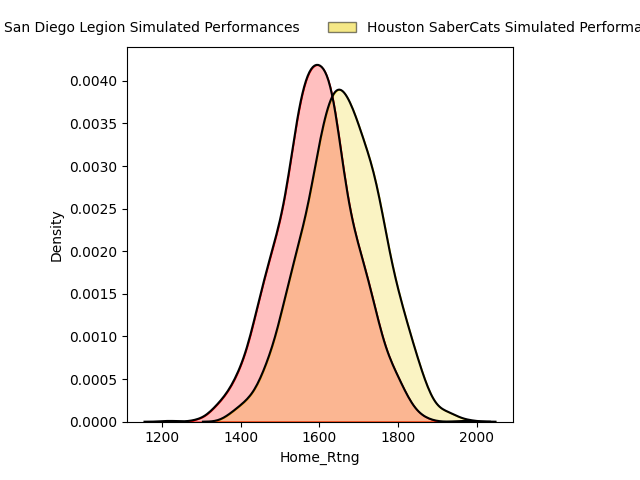 San Diego Legion Simulated Performances Houston SaberCats Simulated Performa
0.0040
0.0035
0.0030
0.0025
0.0020
0.0015
0.0010
0.0005
0.0000
Density
1200 1400 1600 1800 2000
Home_Rtng